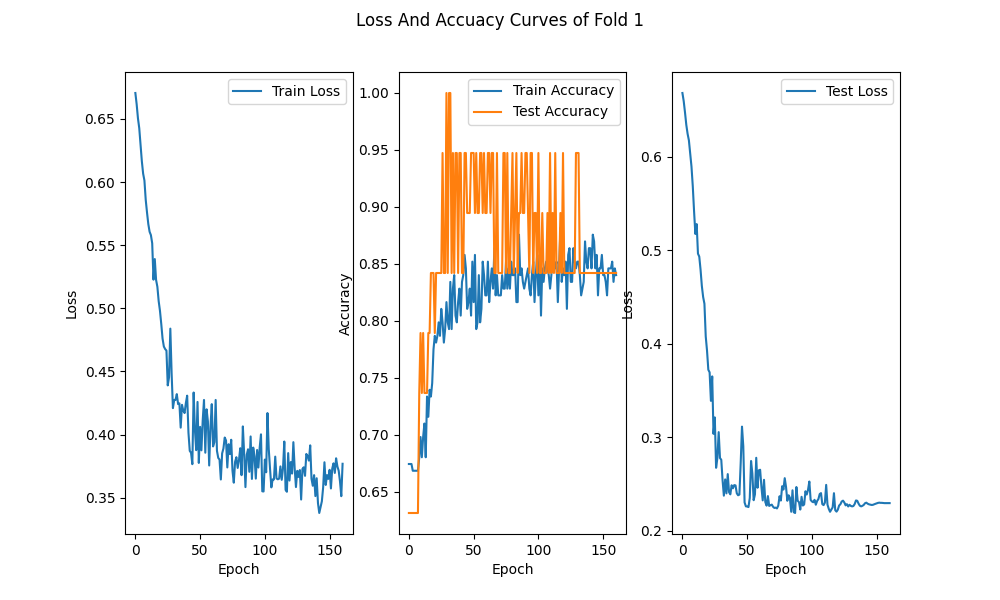 Loss And Accuacy Curves of Fold 1
Train Loss
0.65
0.60
0.55
0.50
0.45
0.40
0.35
Loss
0
50
100
150
Epoch
Train Accuracy
Test Accuracy
1.00
0.95
0.90
0.85
0.80
0.75
0.70
0.65
Accuracy
0
50
100
150
Epoch
Test Loss
0.6
0.5
0.4
0.3
0.2
Loss
0
50
100
150
Epoch